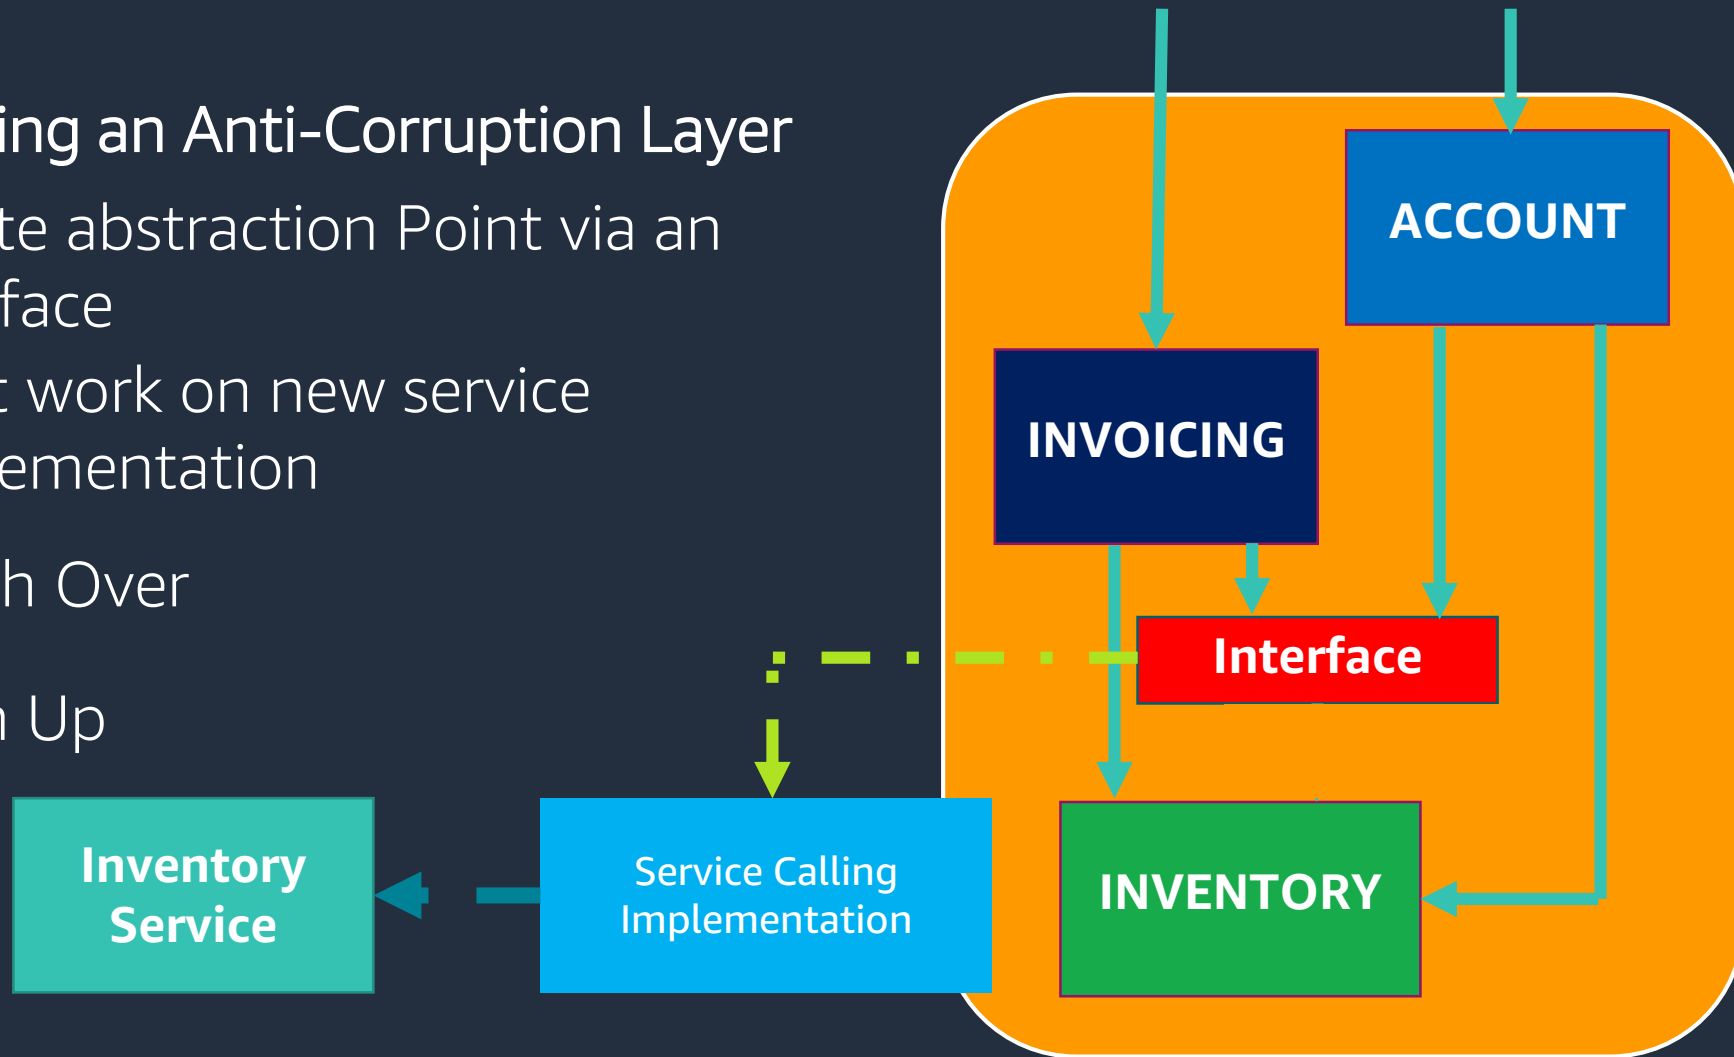 ing an Anti-Corruption Layer
te abstraction Point via an
face
t work on new service
ementation
h Over
n Up
ACCOUNT
INVOICING
Interface
INVENTORY
Service Calling
Implementation
Inventory
Service